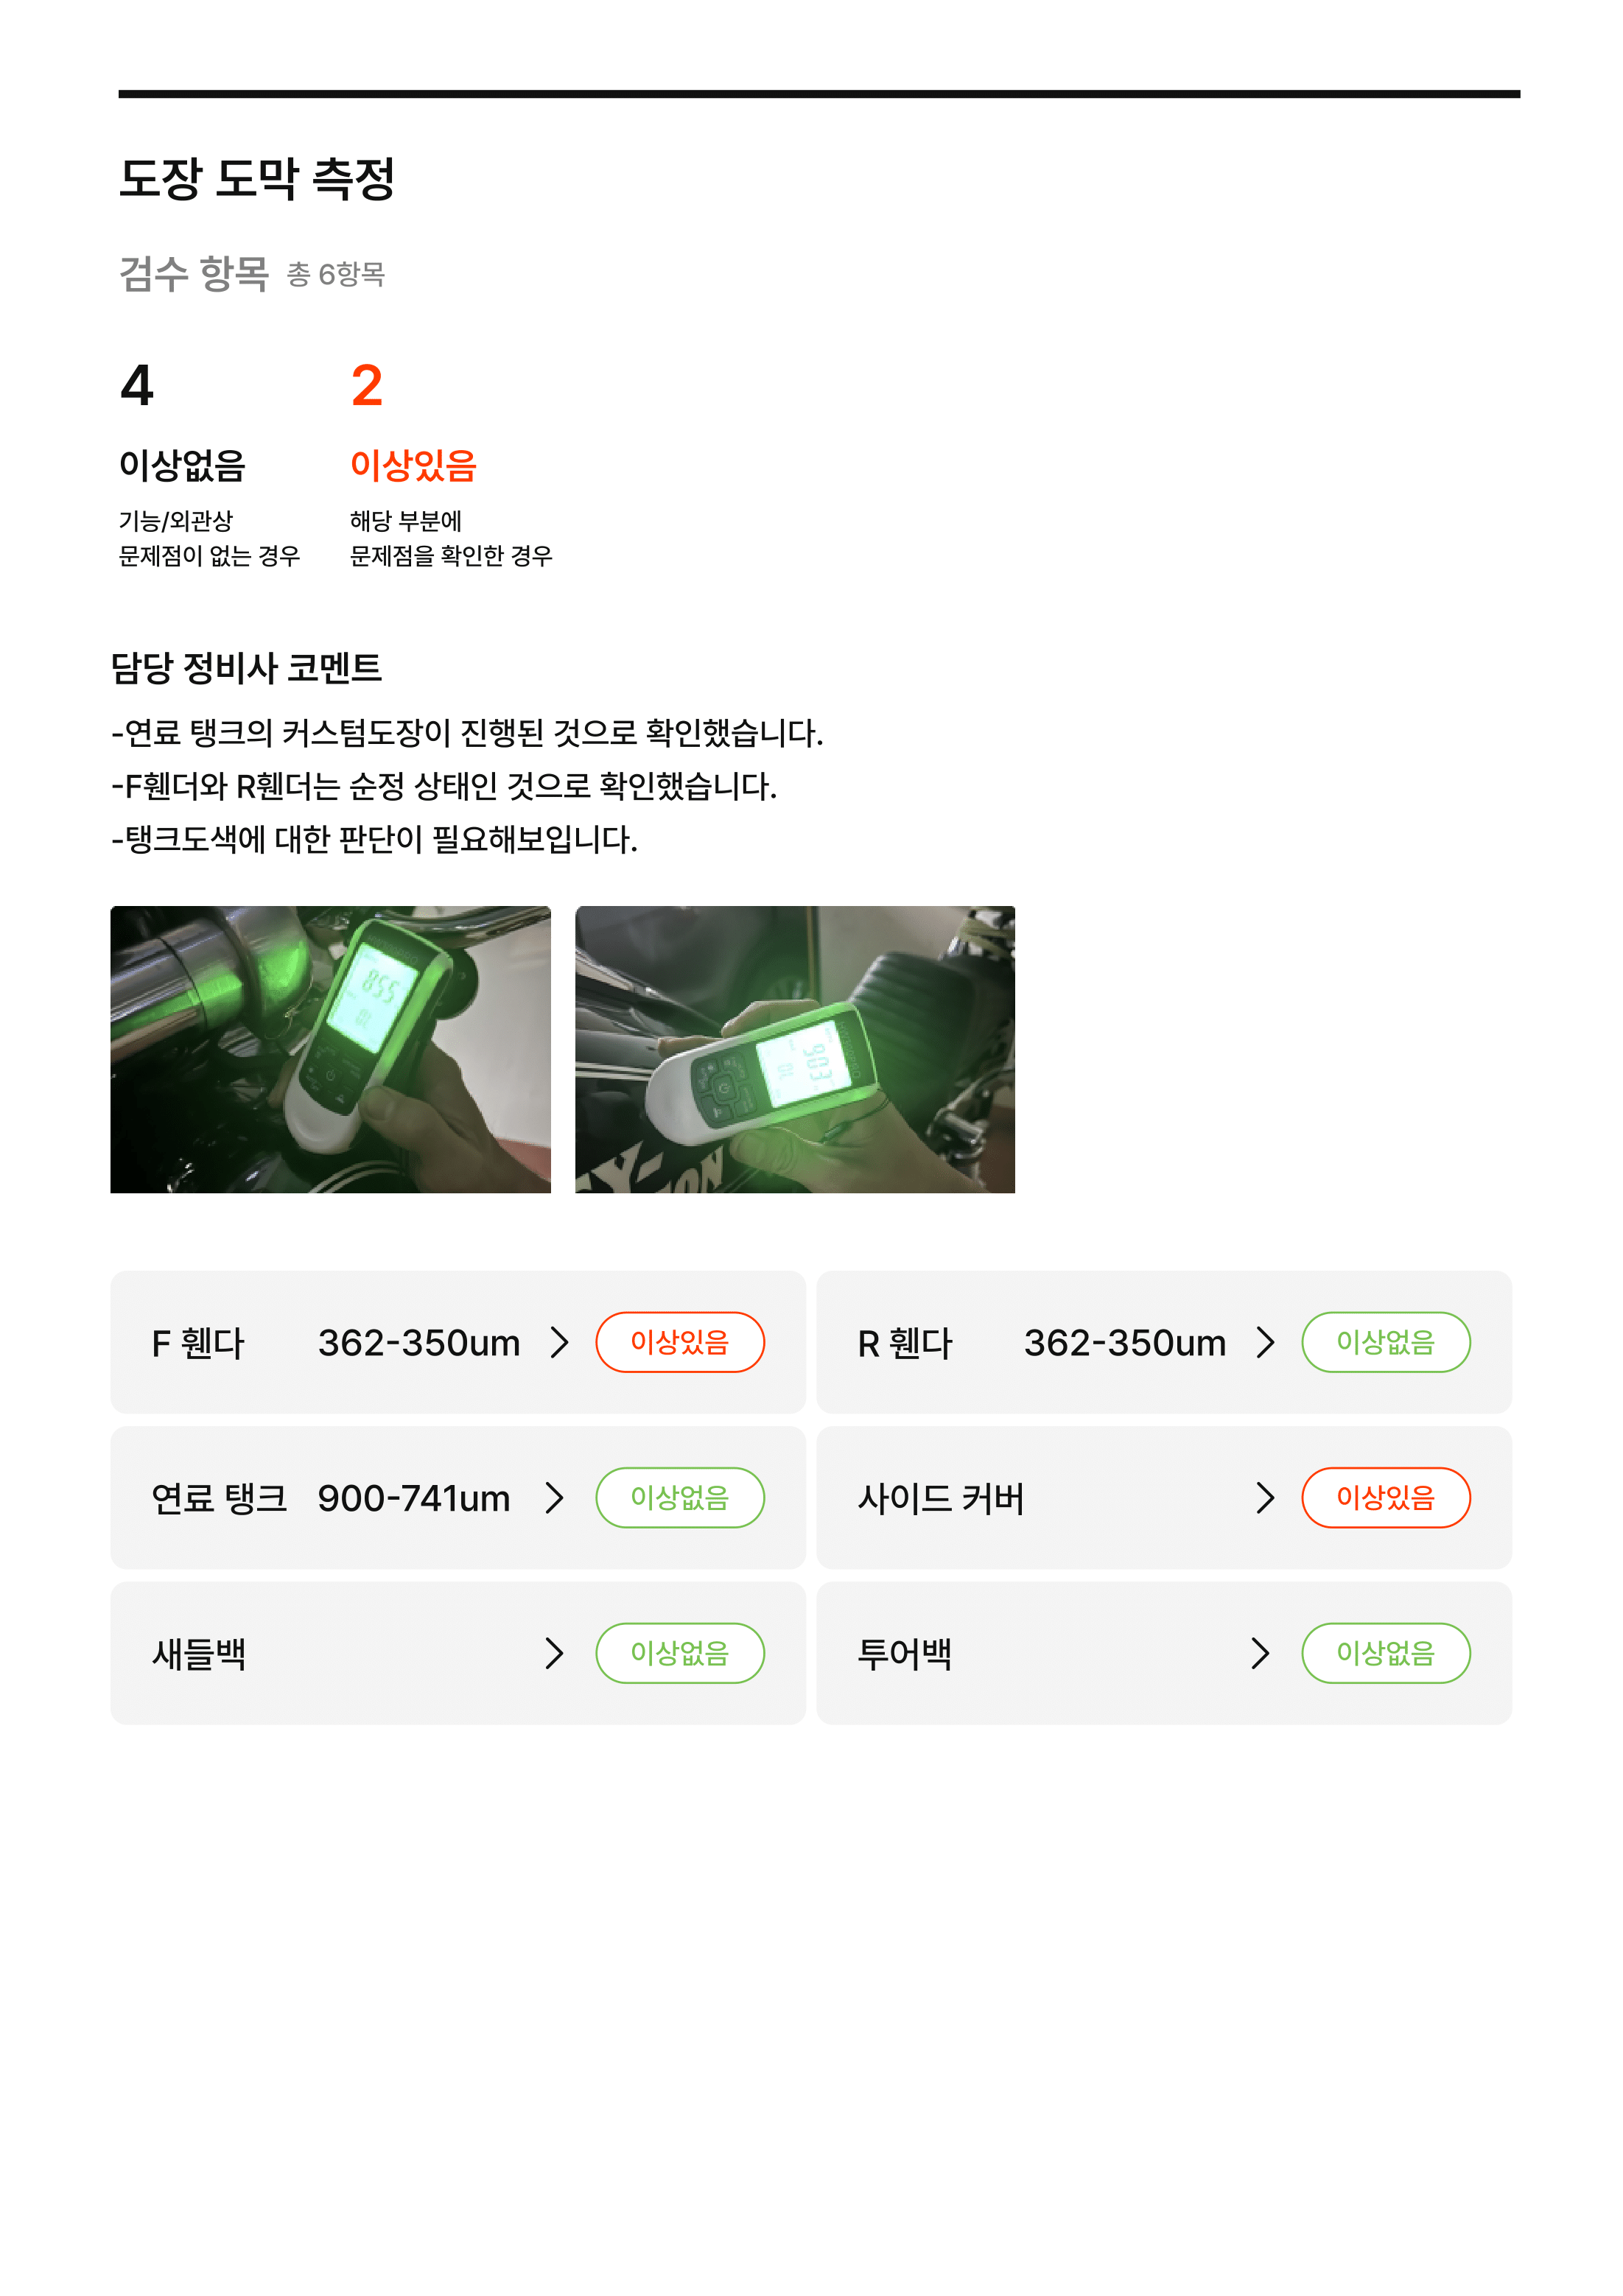 도장 도막 측정
검수 항목 총 6항목
4 2
이상없음 이상있음
기능/외관상 해당 부분에
문제점이 없는 경우 문제점을 확인한 경우
담당 정비사 코멘트
-연료 탱크의 커스텀도장이 진행된 것으로 확인했습니다.
-F휀더와 R휀더는 순정 상태인 것으로 확인했습니다.
-탱크도색에 대한 판단이 필요해보입니다.
855
903
F 휀다 362-350um > 이상있음
R 휀다 362-350um > 이상없음
연료 탱크 900-741um > 이상없음
사이드 커버 > 이상있음
새들백 > 이상없음
투어백 > 이상없음